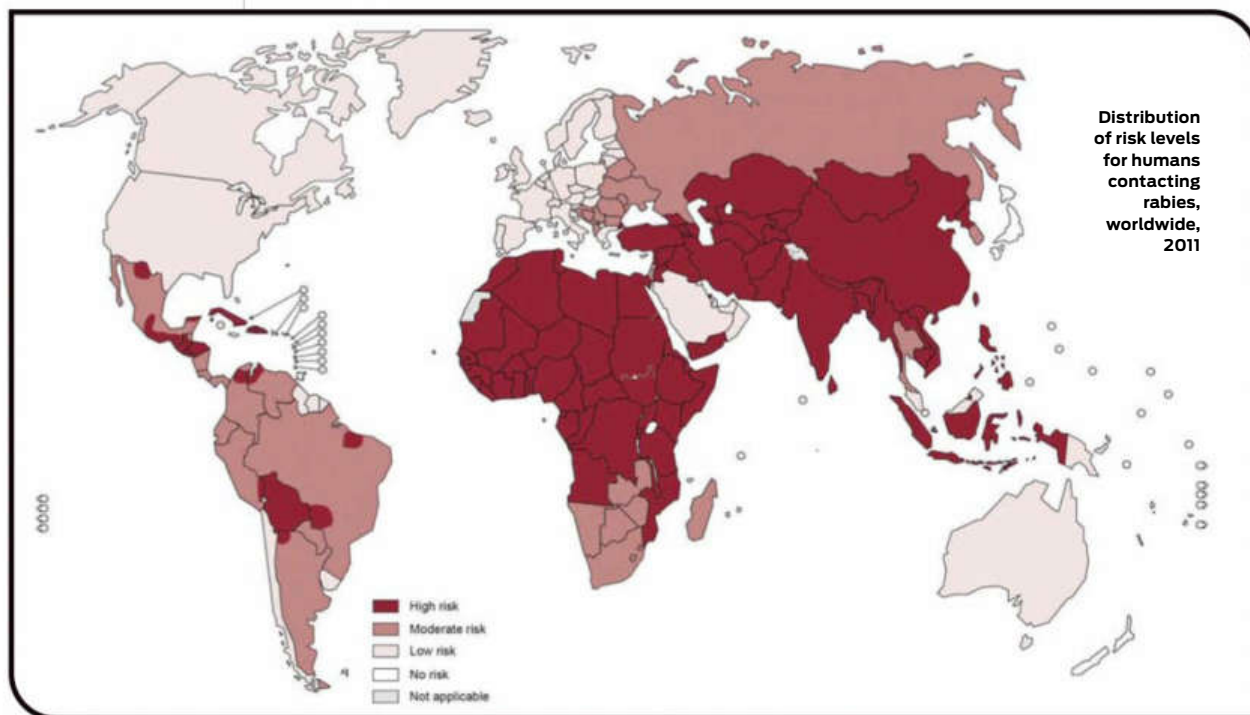 Distribution
of risk levels
for humans
contacting
rabies,
worldwide,
2011
High risk
Moderate risk
Low risk
No risk
Not applicable